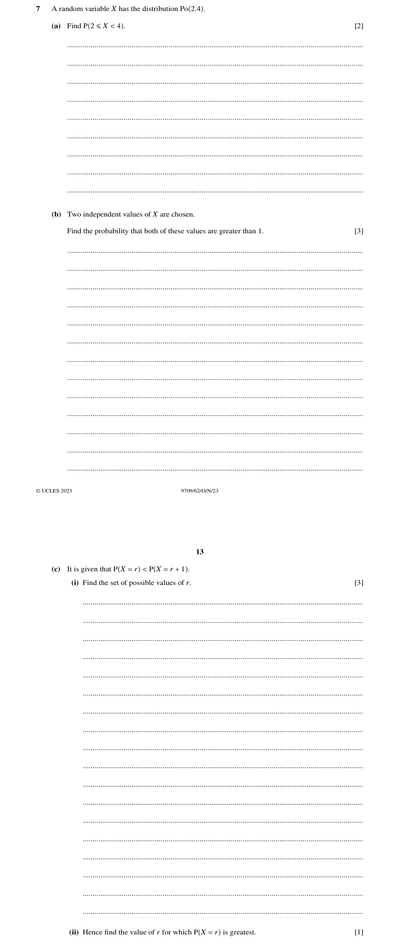 7 A random variable X has the distribution Po(2.4).
(a) Find P(2 ⩽ X < 4). [2]
(b) Two independent values of X are chosen.
Find the probability that both of these values are greater than 1. [3]
© UCLES 2023 9709/62/O/N/23
13
(c) It is given that P(X = r) < P(X = r + 1).
(i) Find the set of possible values of r. [3]
(ii) Hence find the value of r for which P(X = r) is greatest. [1]